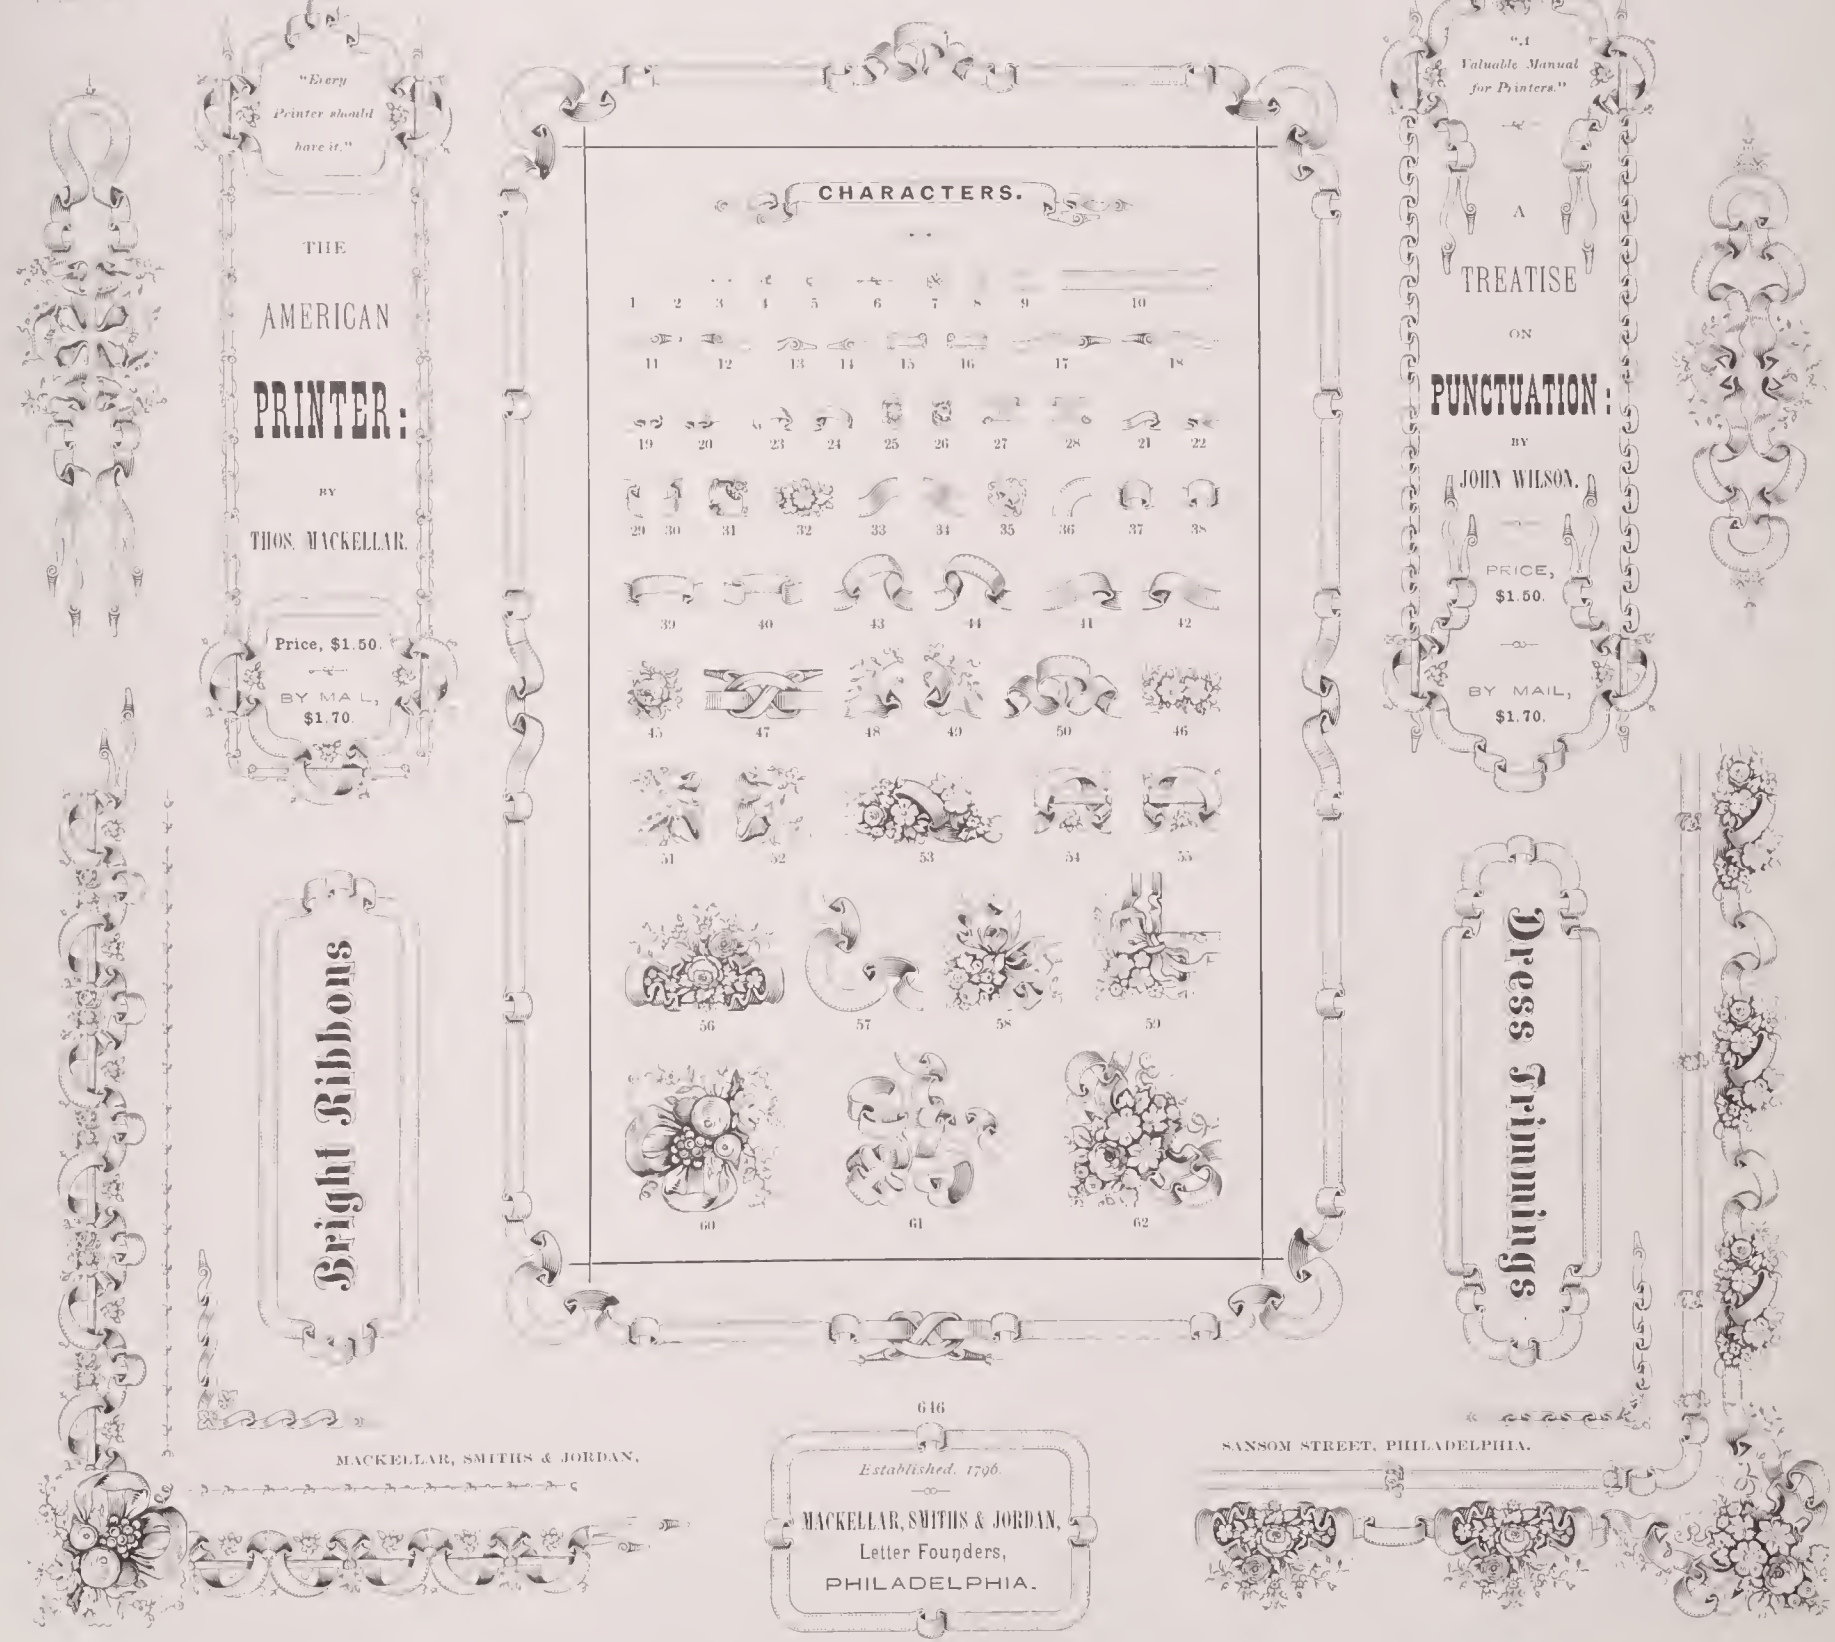 "Every
Printer should
have it."
THE
AMERICAN
PRINTER:
BY
THOS. MACKELLAR.
Price, $1.50.
BY MAIL,
$1.70.
Bright Ribbons
CHARACTERS.
1 2 3 4 5 6 7 8 9 10
11 12 13 14 15 16 17 18
19 20 23 24 25 26 27 28 21 22
29 30 31 32 33 34 35 36 37 38
39 40 43 44 41 42
45 47 48 49 50 46
51 52 53 54 55
56 57 58 59
60 61 62
"A
Valuable Manual
for Printers."
A
TREATISE
ON
PUNCTUATION:
BY
JOHN WILSON.
PRICE,
$1.50.
BY MAIL,
$1.70.
Dress Trimmings
646
MACKELLAR, SMITHS & JORDAN,
SANSOM STREET, PHILADELPHIA.
Established, 1796.
MACKELLAR, SMITHS & JORDAN,
Letter Founders,
PHILADELPHIA.